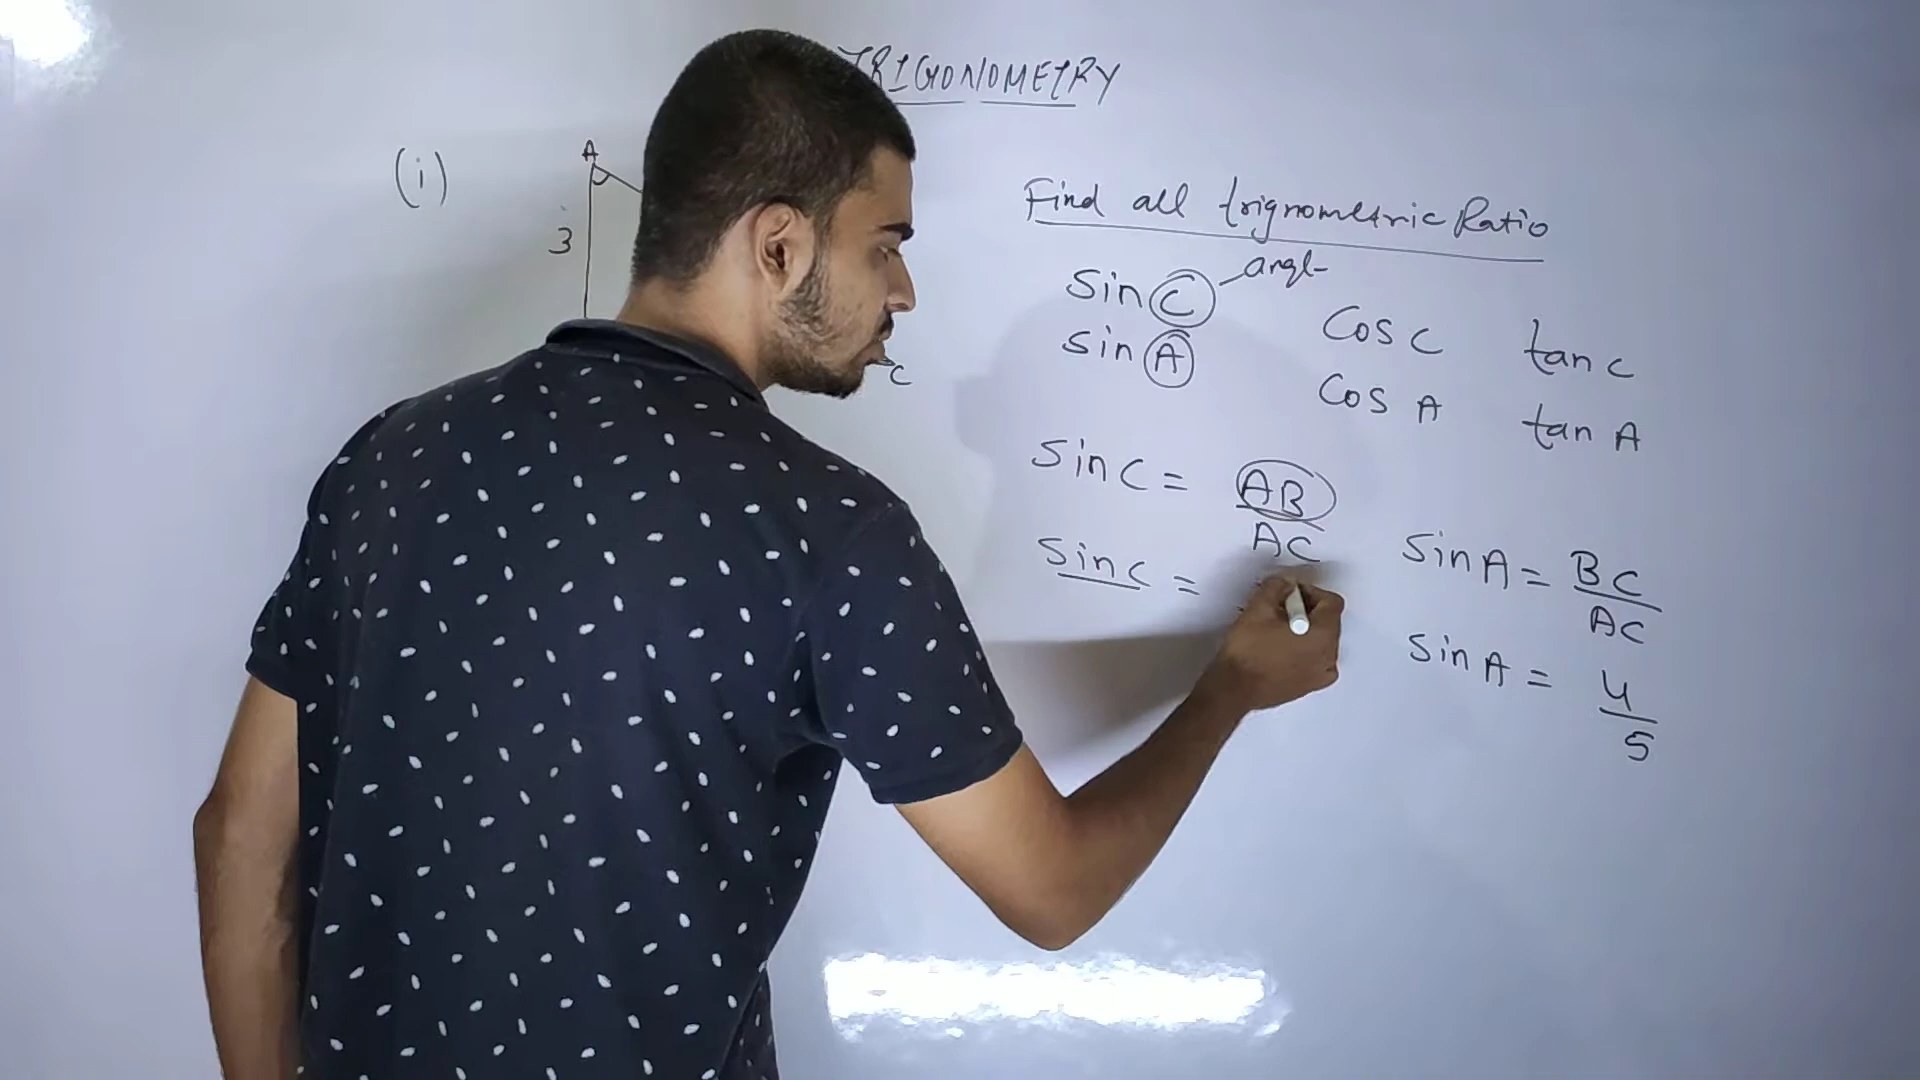 TRIGONOMETRY
(i)
A
3
C
Find all trignometric Ratio
Sin C angl
Sin A
Cos C tan C
Cos A tan A
Sin C = AB
AC
Sin C =
Sin A = BC
AC
Sin A = 4
5